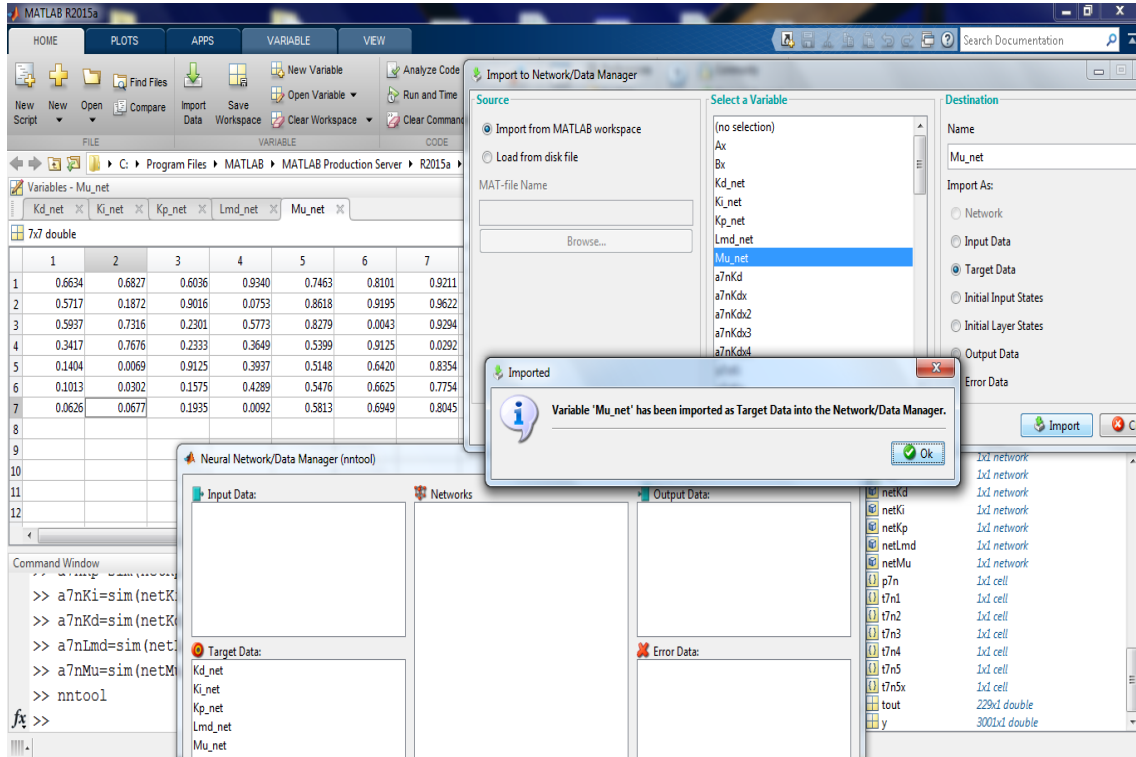 MATLAB R2015a
HOME PLOTS APPS VARIABLE VIEW
Search Documentation
New Script
New
Open
Find Files
Compare
Import Data
Save Workspace
New Variable
Open Variable
Clear Workspace
Analyze Code
Run and Time
FILE VARIABLE CODE
C: Program Files MATLAB MATLAB Production Server R2015a
Variables - Mu_net
Kd_net Ki_net Kp_net Lmd_net Mu_net
7x7 double
1 2 3 4 5 6 7
1 0.6634 0.6827 0.6036 0.9340 0.7463 0.8101 0.9211
2 0.5717 0.1872 0.9016 0.0753 0.8618 0.9195 0.9622
3 0.5937 0.7316 0.2301 0.5773 0.8279 0.0043 0.9294
4 0.3417 0.7676 0.2333 0.3649 0.5399 0.9125 0.0292
5 0.1404 0.0069 0.9125 0.3937 0.5148 0.6420 0.8354
6 0.1013 0.0302 0.1575 0.4289 0.5476 0.6625 0.7754
7 0.0626 0.0677 0.1935 0.0092 0.5813 0.6949 0.8045
8
9
10
11
12
Import to Network/Data Manager
Source
Import from MATLAB workspace
Load from disk file
MAT-file Name
Browse...
Select a Variable
(no selection)
Ax
Bx
Kd_net
Ki_net
Kp_net
Lmd_net
Mu_net
a7nKd
a7nKdx
a7nKdx2
a7nKdx3
a7nKdx4
Destination
Name
Mu_net
Import As:
Network
Input Data
Target Data
Initial Input States
Initial Layer States
Output Data
Error Data
Import
Imported
Variable 'Mu_net' has been imported as Target Data into the Network/Data Manager.
Ok
Command Window
>> a7nKi=sim(netKi
>> a7nKd=sim(netKd
>> a7nLmd=sim(netL
>> a7nMu=sim(netMu
>> nntool
fx >>
Neural Network/Data Manager (nntool)
Input Data:
Networks
Output Data:
Target Data:
Kd_net
Ki_net
Kp_net
Lmd_net
Mu_net
Error Data:
1x1 network
1x1 network
netKd 1x1 network
netKi 1x1 network
netKp 1x1 network
netLmd 1x1 network
netMu 1x1 network
p7n 1x1 cell
t7n1 1x1 cell
t7n2 1x1 cell
t7n3 1x1 cell
t7n4 1x1 cell
t7n5 1x1 cell
t7n5x 1x1 cell
tout 229x1 double
y 3001x1 double